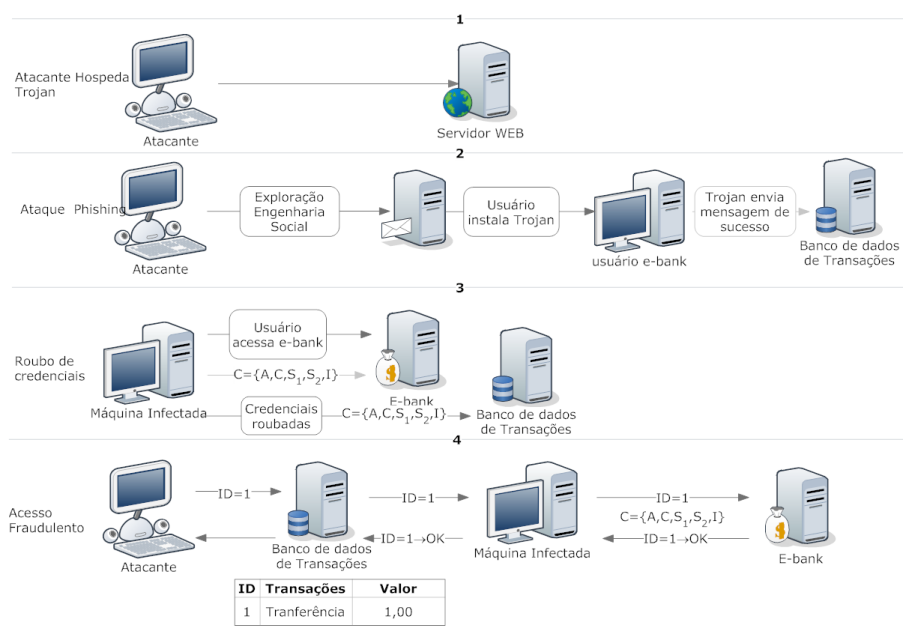 1
Atacante Hospeda
Trojan
Atacante
Servidor WEB
2
Ataque Phishing
Atacante
Exploração
Engenharia
Social
Usuário
instala Trojan
usuário e-bank
Trojan envia
mensagem de
sucesso
Banco de dados
de Transações
3
Roubo de
credenciais
Máquina Infectada
Usuário
acessa e-bank
C={A,C,S1,S2,I}
E-bank
Credenciais
roubadas
C={A,C,S1,S2,I}
Banco de dados
de Transações
4
Acesso
Fraudulento
Atacante
ID=1
Banco de dados
de Transações
ID=1
ID=1→OK
Máquina Infectada
ID=1
C={A,C,S1,S2,I}
ID=1→OK
E-bank
ID Transações Valor
1 Tranferência 1,00